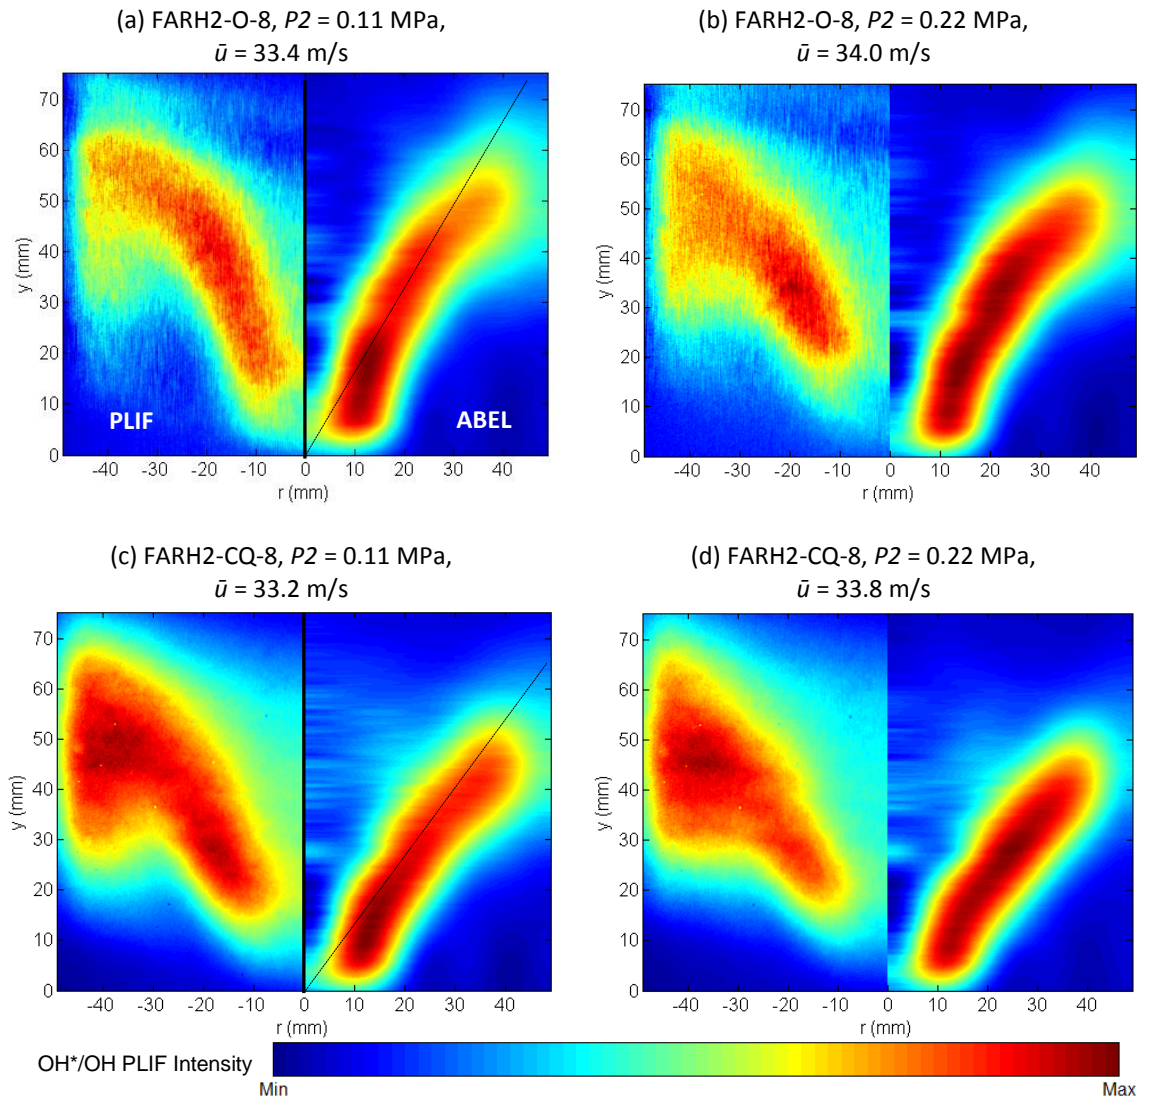 (a) FARH2-O-8, P2 = 0.11 MPa,
ū = 33.4 m/s
(b) FARH2-O-8, P2 = 0.22 MPa,
ū = 34.0 m/s
70
60
50
40
30
20
10
0
y (mm)
PLIF
ABEL
-40 -30 -20 -10 0 10 20 30 40
r (mm)
70
60
50
40
30
20
10
0
y (mm)
-40 -30 -20 -10 0 10 20 30 40
r (mm)
(c) FARH2-CQ-8, P2 = 0.11 MPa,
ū = 33.2 m/s
(d) FARH2-CQ-8, P2 = 0.22 MPa,
ū = 33.8 m/s
70
60
50
40
30
20
10
0
y (mm)
-40 -30 -20 -10 0 10 20 30 40
r (mm)
70
60
50
40
30
20
10
0
y (mm)
-40 -30 -20 -10 0 10 20 30 40
r (mm)
OH*/OH PLIF Intensity
Min Max